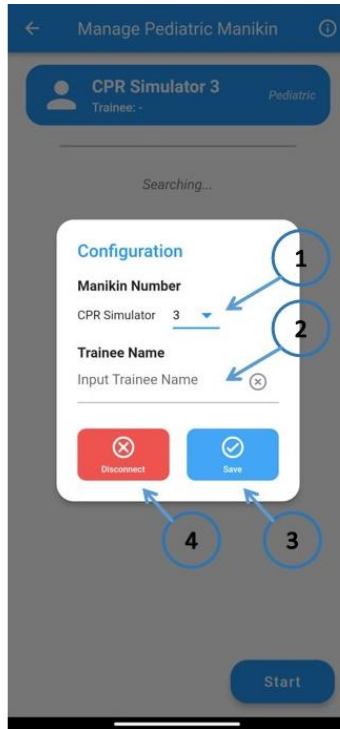 Manage Pediatric Manikin
CPR Simulator 3
Pediatric
Trainee: -
Searching...
Configuration
1
Manikin Number
CPR Simulator 3
2
Trainee Name
Input Trainee Name
Disconnect
Save
4
3
Start